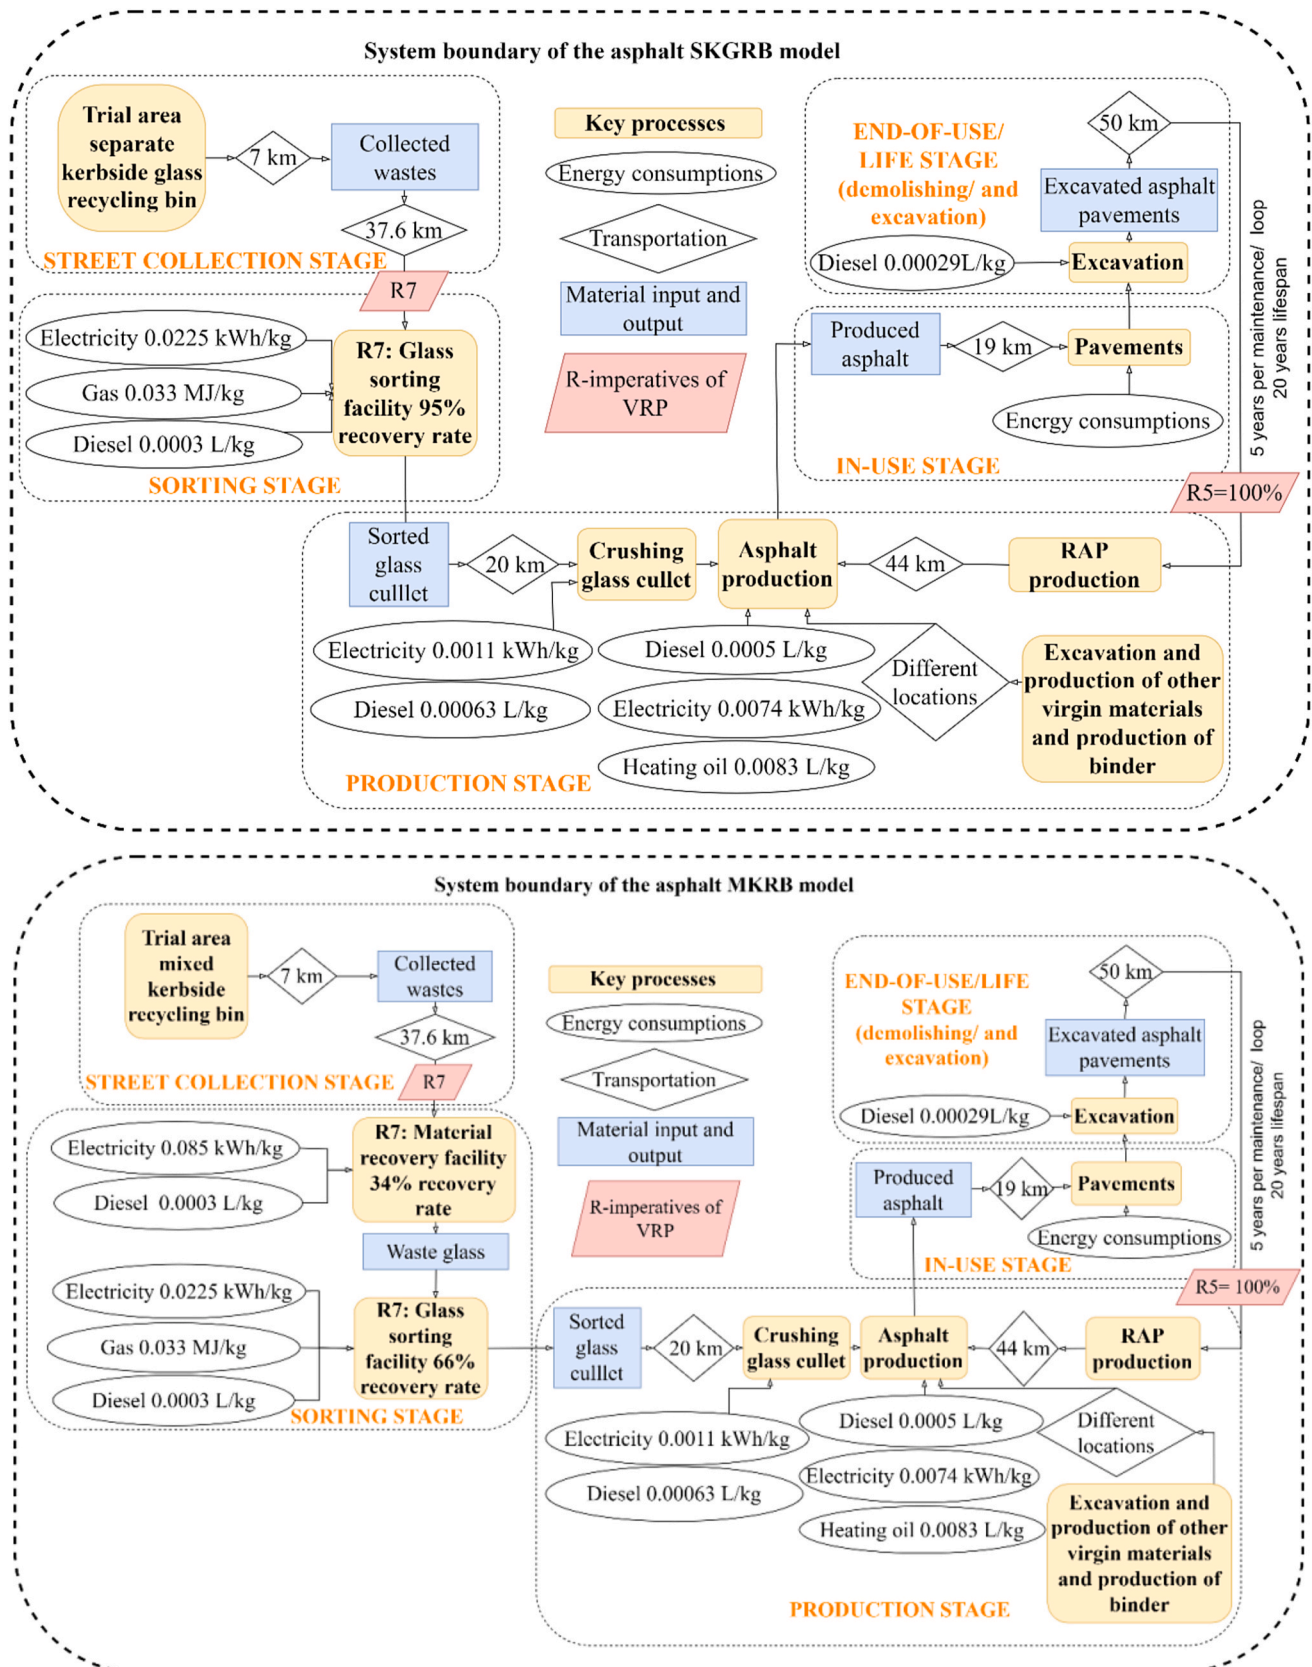 System boundary of the asphalt SKGRB model
Trial area
separate
kerbside glass
recycling bin
7 km
Collected
wastes
37.6 km
STREET COLLECTION STAGE
R7
Electricity 0.0225 kWh/kg
Gas 0.033 MJ/kg
Diesel 0.0003 L/kg
R7: Glass
sorting
facility 95%
recovery rate
SORTING STAGE
Key processes
Energy consumptions
Transportation
Material input and
output
R-imperatives of
VRP
END-OF-USE/
LIFE STAGE
(demolishing/ and
excavation)
50 km
Excavated asphalt
pavements
Diesel 0.00029L/kg
Excavation
Produced
asphalt
19 km
Pavements
Energy consumptions
IN-USE STAGE
5 years per maintenance/ loop
20 years lifespan
R5=100%
Sorted
glass
culllet
20 km
Crushing
glass cullet
Asphalt
production
44 km
RAP
production
Electricity 0.0011 kWh/kg
Diesel 0.00063 L/kg
Diesel 0.0005 L/kg
Electricity 0.0074 kWh/kg
Heating oil 0.0083 L/kg
Different
locations
Excavation and
production of other
virgin materials
and production of
binder
PRODUCTION STAGE
System boundary of the asphalt MKRB model
Trial area
mixed
kerbside
recycling bin
7 km
Collected
wastes
37.6 km
STREET COLLECTION STAGE
R7
Electricity 0.085 kWh/kg
Diesel 0.0003 L/kg
R7: Material
recovery facility
34% recovery
rate
Waste glass
Electricity 0.0225 kWh/kg
Gas 0.033 MJ/kg
Diesel 0.0003 L/kg
R7: Glass
sorting
facility 66%
recovery rate
SORTING STAGE
Key processes
Energy consumptions
Transportation
Material input and
output
R-imperatives of
VRP
END-OF-USE/LIFE
STAGE
(demolishing/ and
excavation)
50 km
Excavated asphalt
pavements
Diesel 0.00029L/kg
Excavation
Produced
asphalt
19 km
Pavements
Energy consumptions
IN-USE STAGE
5 years per maintenance/ loop
20 years lifespan
R5= 100%
Sorted
glass
culllet
20 km
Crushing
glass cullet
Asphalt
production
44 km
RAP
production
Electricity 0.0011 kWh/kg
Diesel 0.00063 L/kg
Diesel 0.0005 L/kg
Electricity 0.0074 kWh/kg
Heating oil 0.0083 L/kg
Different
locations
Excavation and
production of other
virgin materials
and production of
binder
PRODUCTION STAGE